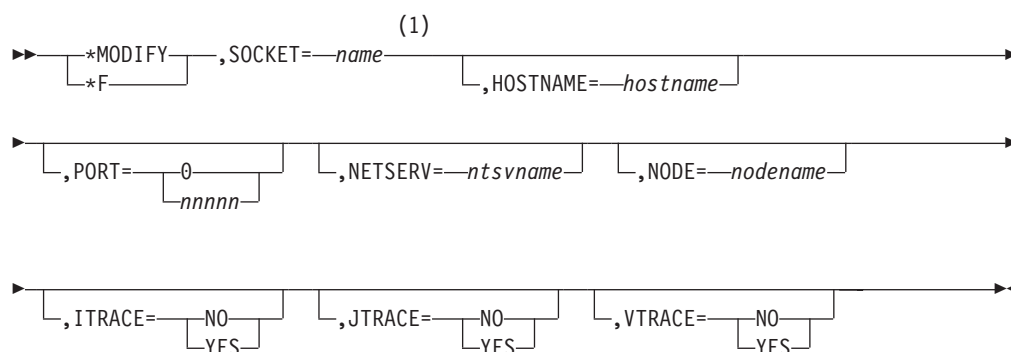 (1)
*MODIFY ,SOCKET= name
*F ,HOSTNAME= hostname
,PORT= 0 ,NETSERV= ntsvname ,NODE= nodename
nnnnn
,ITRACE= NO ,JTRACE= NO ,VTRACE= NO
YES YES YES